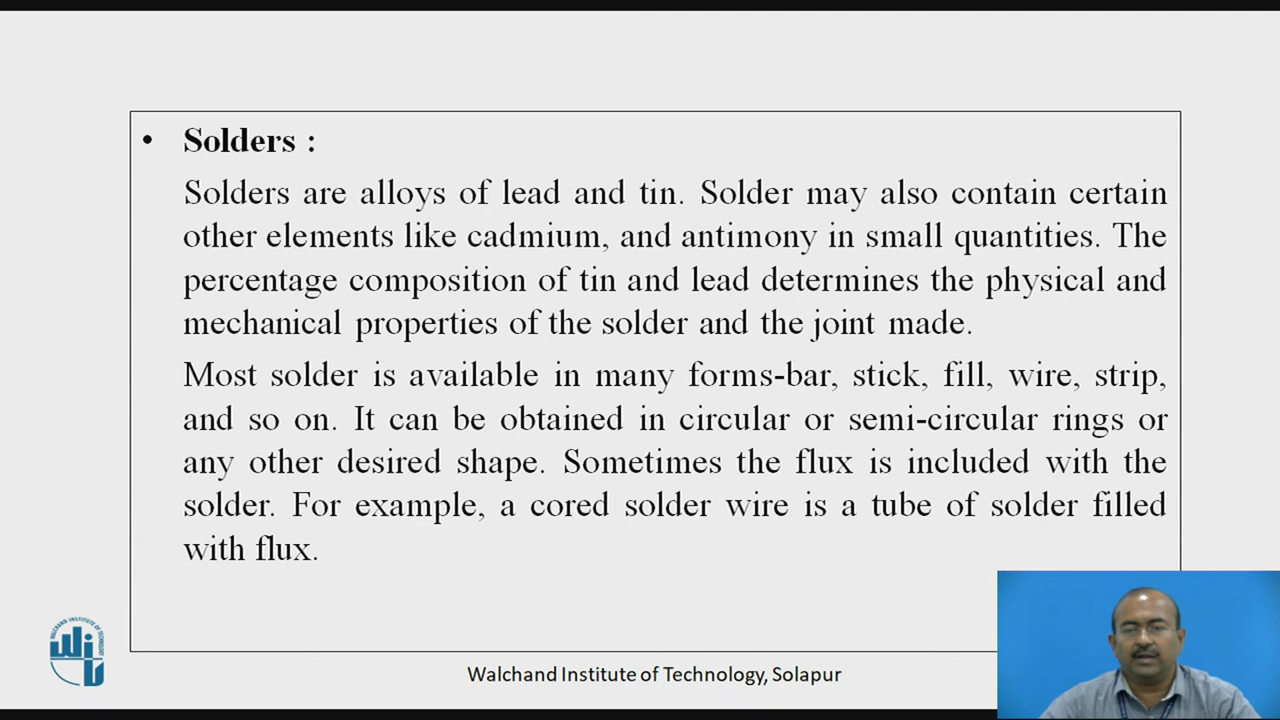 • Solders :
Solders are alloys of lead and tin. Solder may also contain certain
other elements like cadmium, and antimony in small quantities. The
percentage composition of tin and lead determines the physical and
mechanical properties of the solder and the joint made.
Most solder is available in many forms-bar, stick, fill, wire, strip,
and so on. It can be obtained in circular or semi-circular rings or
any other desired shape. Sometimes the flux is included with the
solder. For example, a cored solder wire is a tube of solder filled
with flux.
WALCHAND INSTITUTE OF TECHNOLOGY
Walchand Institute of Technology, Solapur